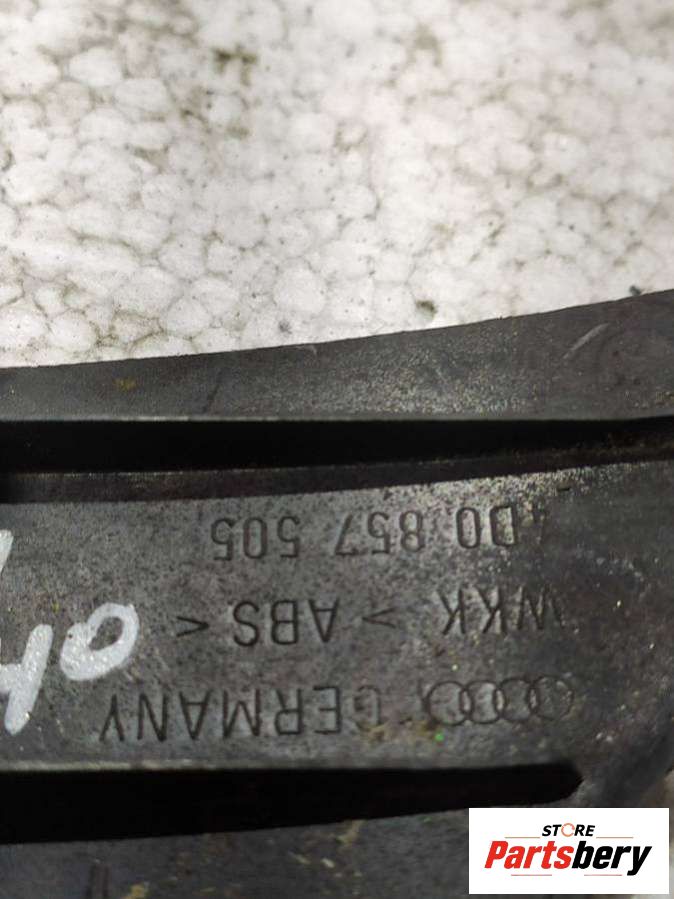 4D0 857 505
WKK > ABS <
GERMANY
STORE
Partsbery